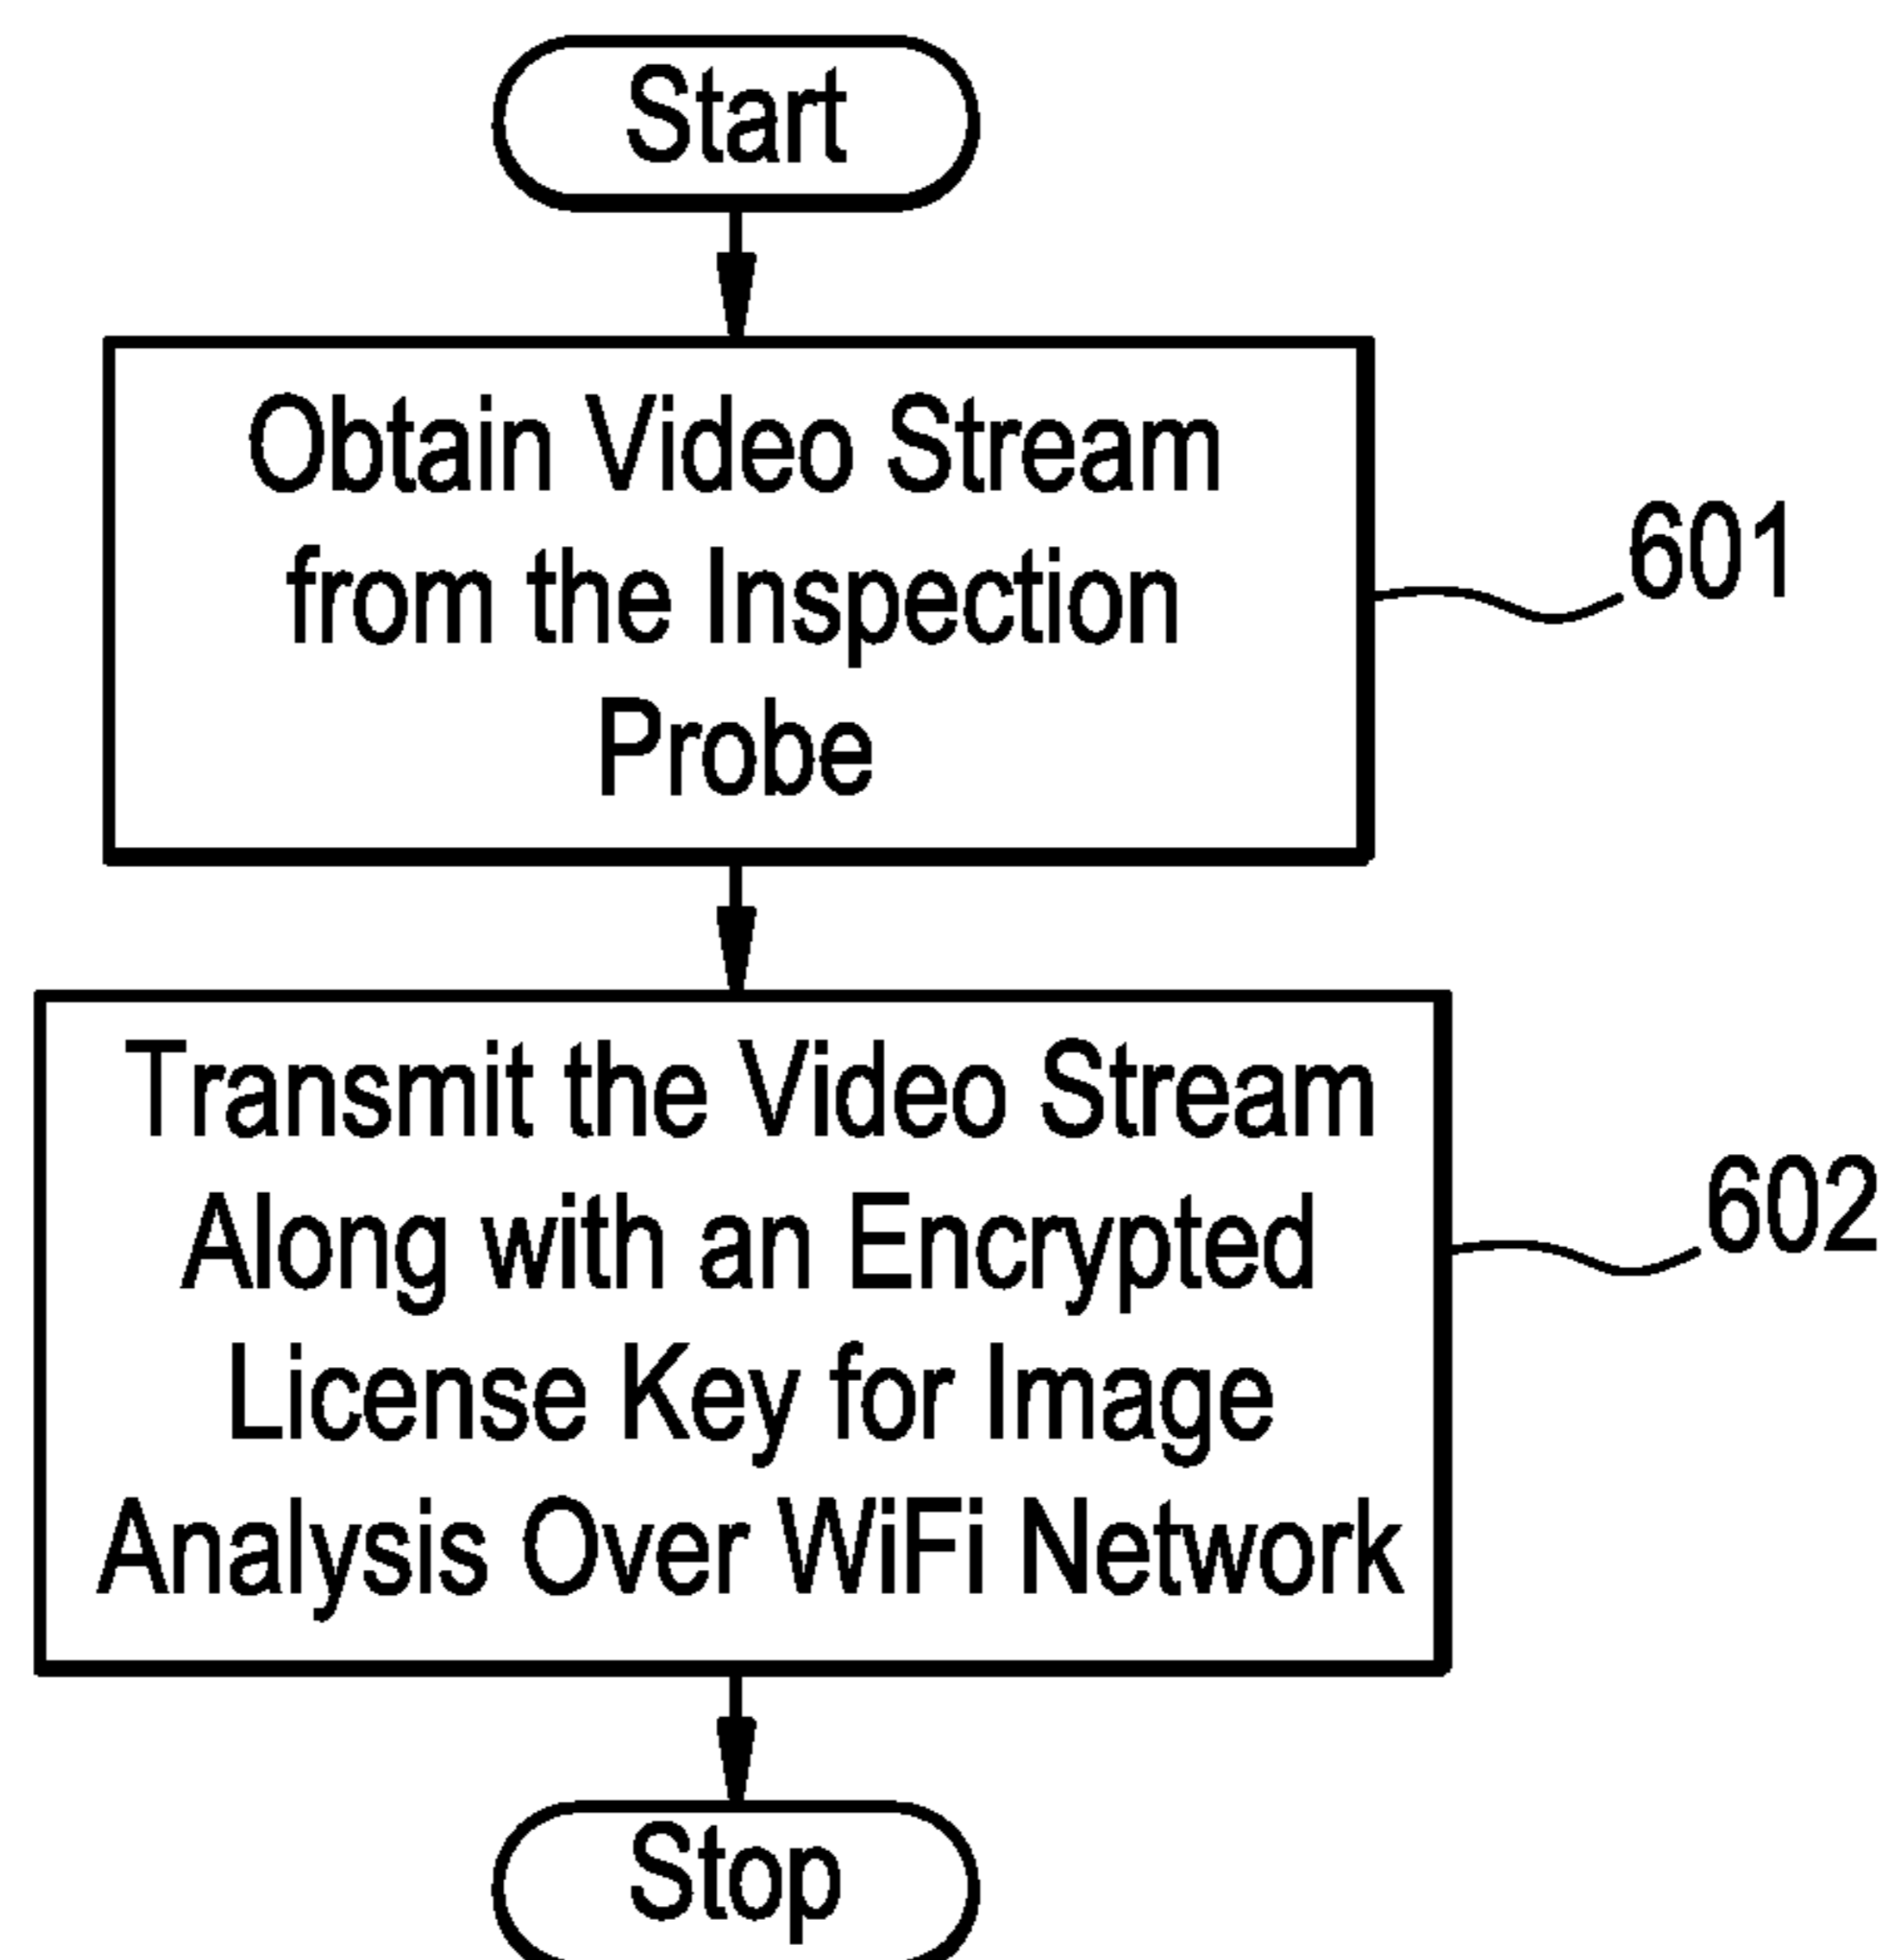 Start
Obtain Video Stream
from the Inspection
Probe
601
Transmit the Video Stream
Along with an Encrypted
License Key for Image
Analysis Over WiFi Network
602
Stop